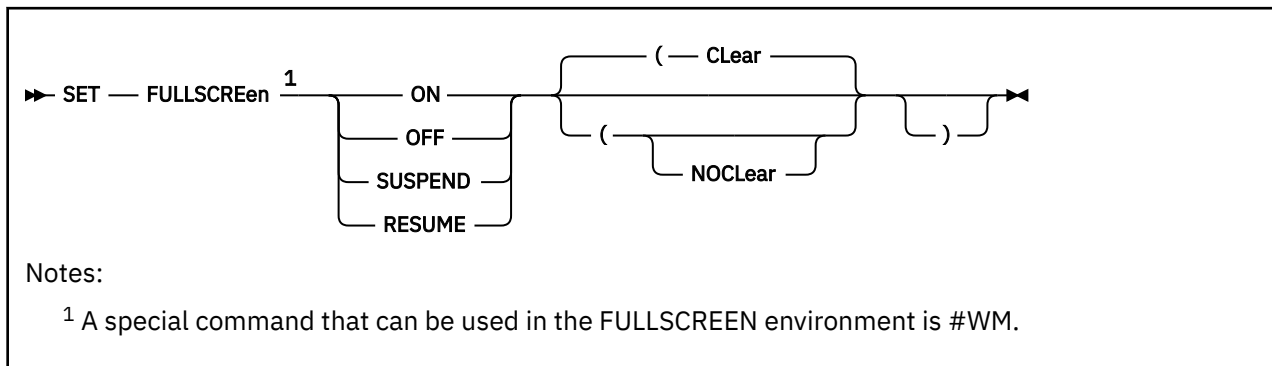 ( CLear
SET FULLSCREen 1 ON
OFF ( )
SUSPEND NOCLear
RESUME
Notes:
1 A special command that can be used in the FULLSCREEN environment is #WM.